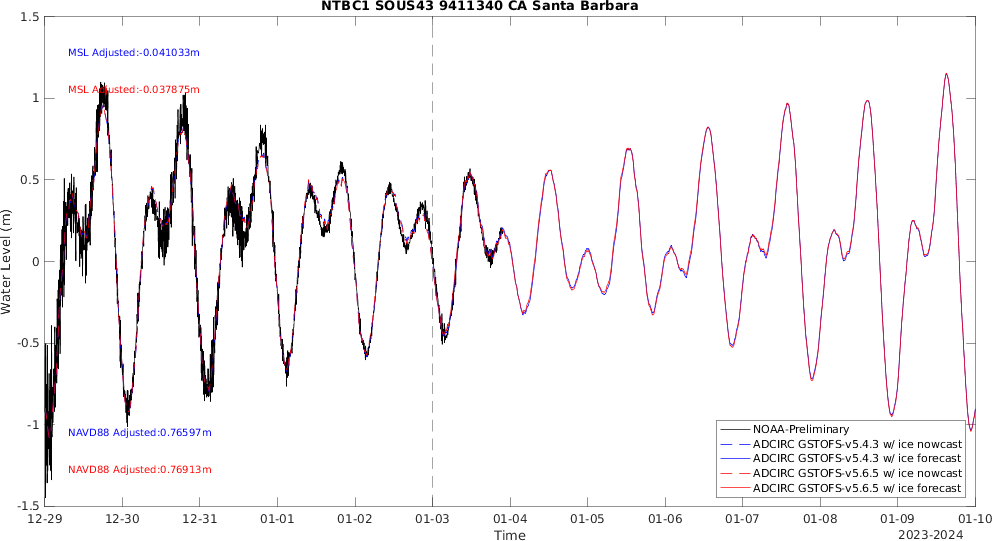 NTBC1 SOUS43 9411340 CA Santa Barbara
1.5
MSL Adjusted:-0.041033m
1
MSL Adjusted:-0.037875m
0.5
0
-0.5
-1
-1.5
Water Level (m)
NAVD88 Adjusted:0.76597m
NAVD88 Adjusted:0.76913m
NOAA-Preliminary
ADCIRC GSTOFS-v5.4.3 w/ ice nowcast
ADCIRC GSTOFS-v5.4.3 w/ ice forecast
ADCIRC GSTOFS-v5.6.5 w/ ice nowcast
ADCIRC GSTOFS-v5.6.5 w/ ice forecast
12-29 12-30 12-31 01-01 01-02 01-03 01-04 01-05 01-06 01-07 01-08 01-09 01-10
Time
2023-2024